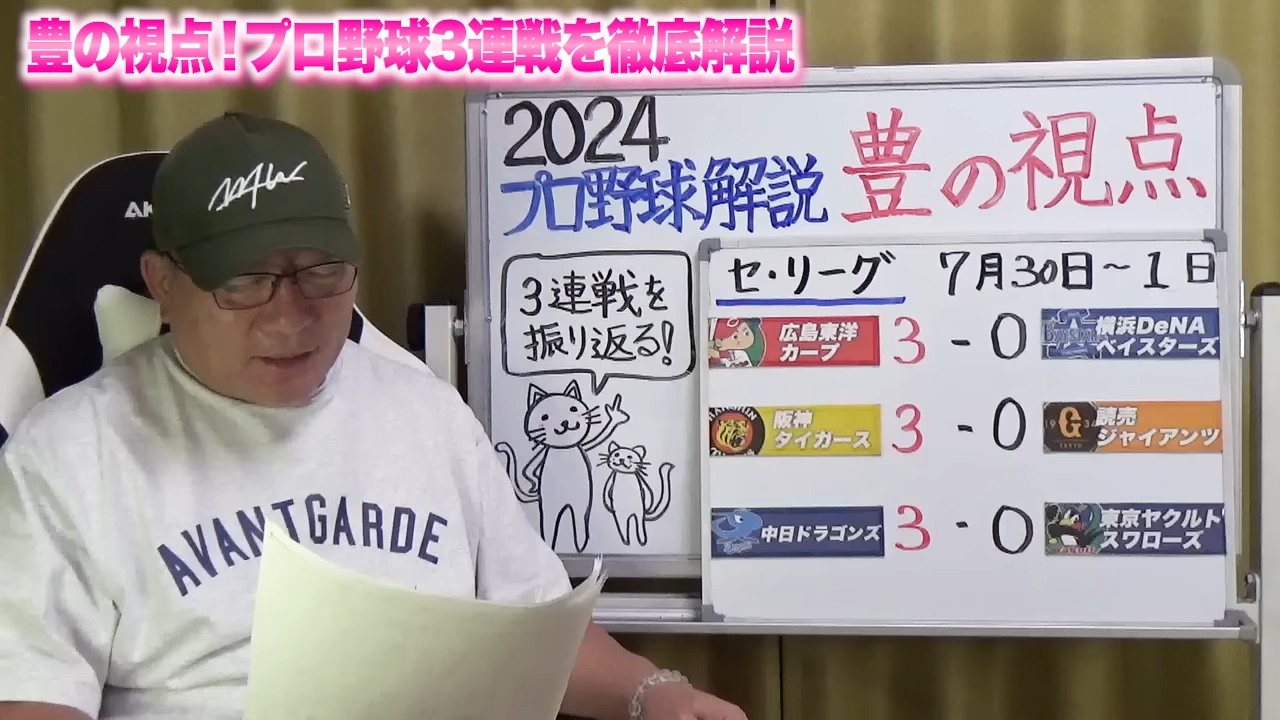 豊の視点！プロ野球3連戦を徹底解説
2024
プロ野球解説
豊の視点
3連戦を
振り返る!
セ・リーグ 7月30日～1日
広島東洋
カープ
3 - 0
横浜DeNA
ベイスターズ
阪神
タイガース
3 - 0
読売
ジャイアンツ
中日ドラゴンズ
3 - 0
東京ヤクルト
スワローズ
AK
AVANTGARDE